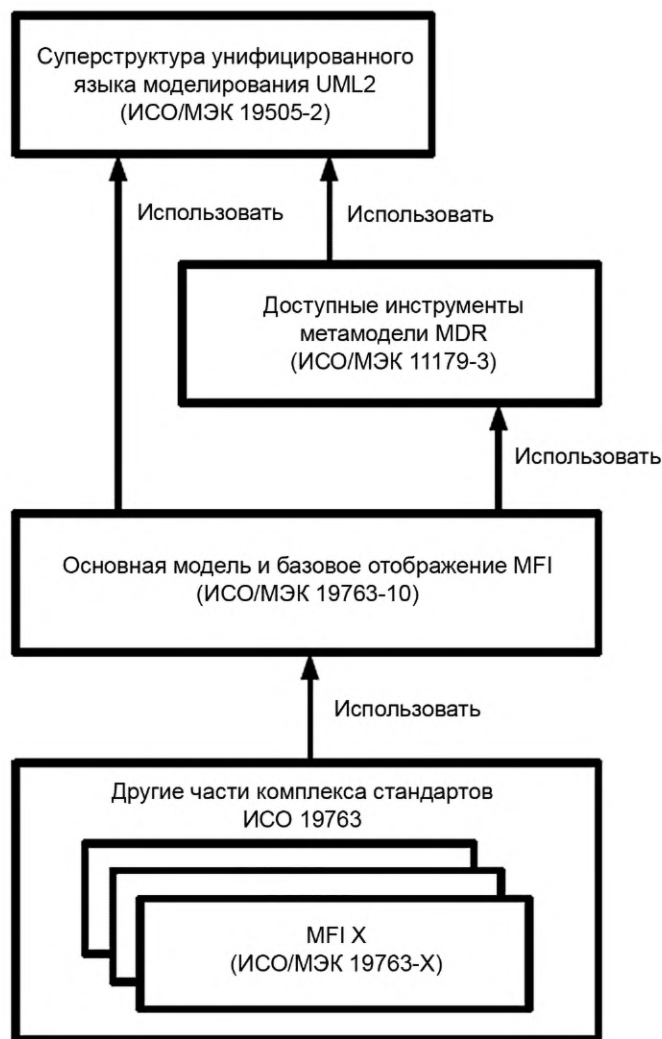 Суперструктура унифицированного
языка моделирования UML2
(ИСО/МЭК 19505-2)
Использовать
Использовать
Доступные инструменты
метамодели MDR
(ИСО/МЭК 11179-3)
Использовать
Основная модель и базовое отображение MFI
(ИСО/МЭК 19763-10)
Использовать
Другие части комплекса стандартов
ИСО 19763
MFI X
(ИСО/МЭК 19763-X)